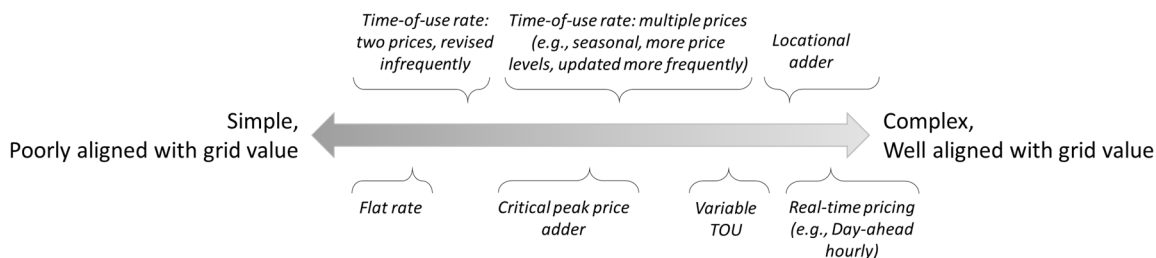 Time-of-use rate:
two prices, revised
infrequently
Time-of-use rate: multiple prices
(e.g., seasonal, more price
levels, updated more frequently)
Locational
adder
Simple,
Poorly aligned with grid value
Complex,
Well aligned with grid value
Flat rate
Critical peak price
adder
Variable
TOU
Real-time pricing
(e.g., Day-ahead
hourly)